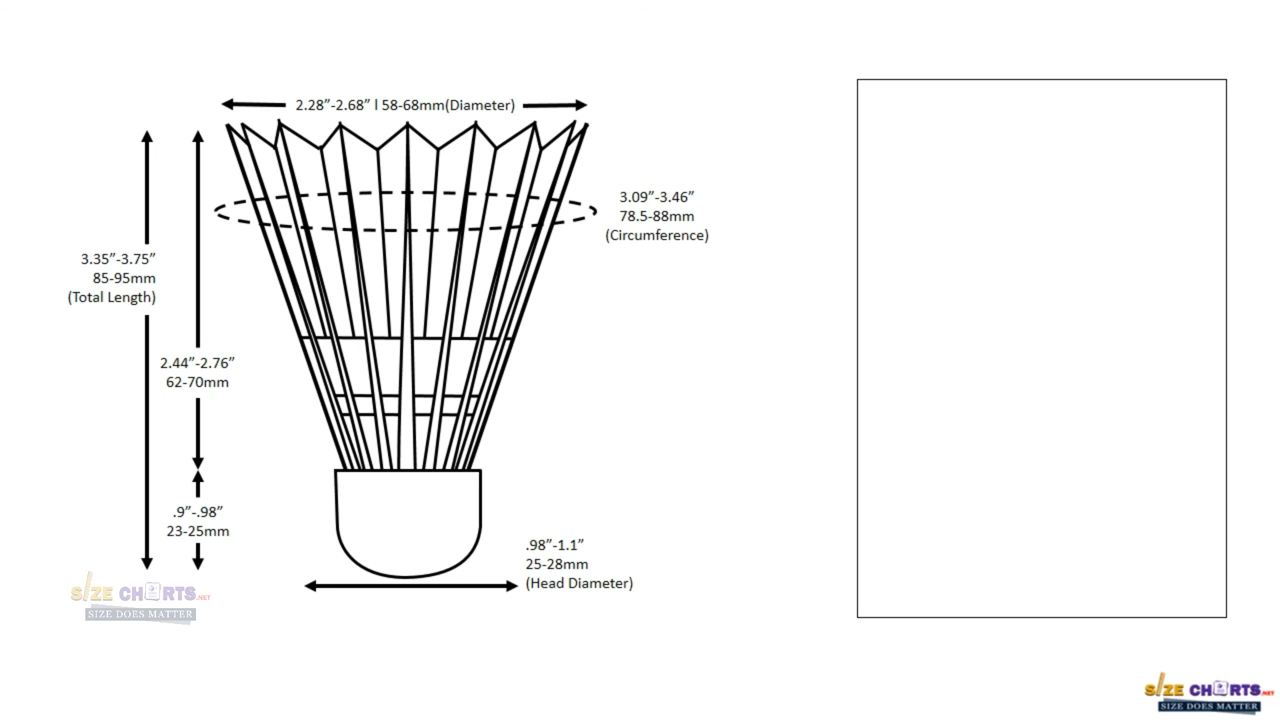 2.28”-2.68” l 58-68mm(Diameter)
3.09”-3.46”
78.5-88mm
(Circumference)
3.35”-3.75”
85-95mm
(Total Length)
2.44”-2.76”
62-70mm
.9”-.98”
23-25mm
.98”-1.1”
25-28mm
(Head Diameter)
SIZE CHARTS.NET
SIZE DOES MATTER
SIZE CHARTS.NET
SIZE DOES MATTER